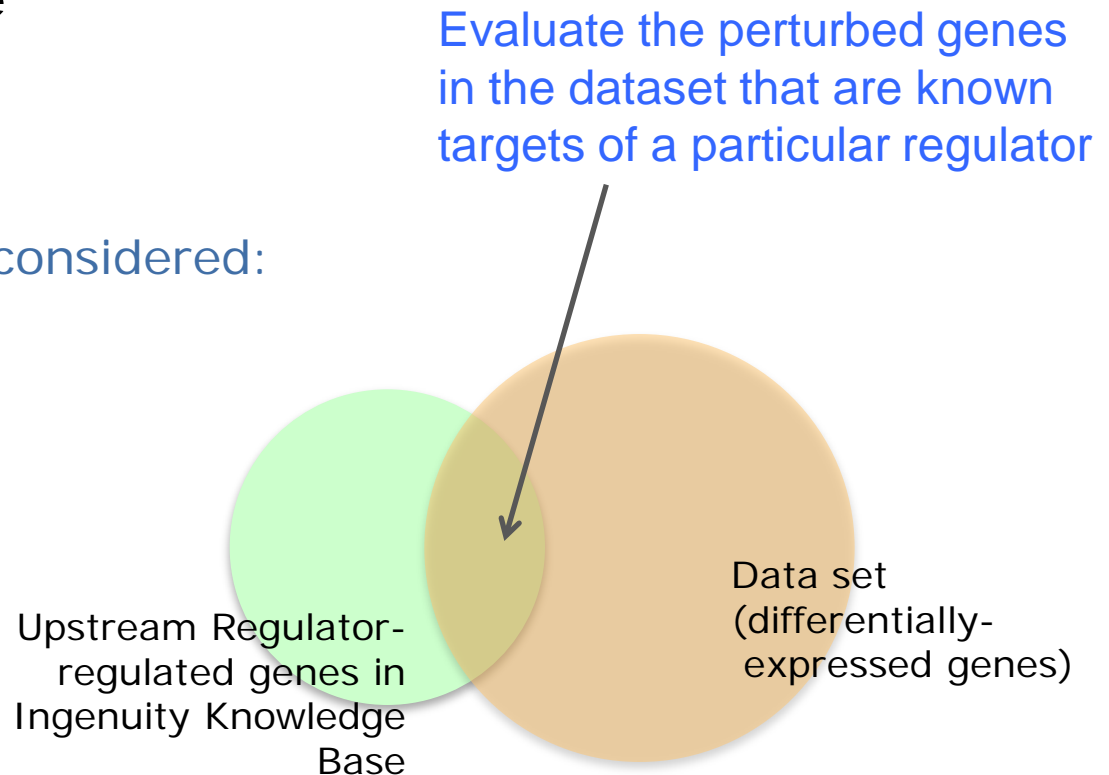 e
Evaluate the perturbed genes
in the dataset that are known
targets of a particular regulator
considered:
Upstream Regulator-
regulated genes in
Ingenuity Knowledge
Base
Data set
(differentially-
expressed genes)